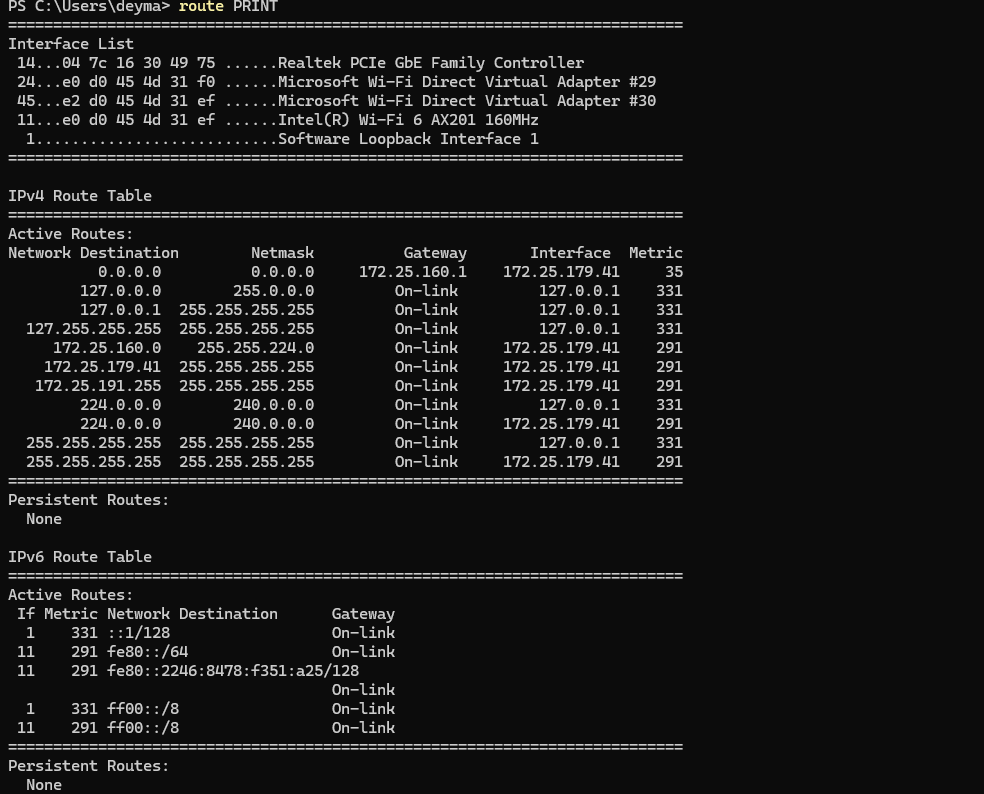 PS C:\Users\deyma> route PRINT
===========================================================================
Interface List
 14...04 7c 16 30 49 75 ......Realtek PCIe GbE Family Controller
 24...e0 d0 45 4d 31 f0 ......Microsoft Wi-Fi Direct Virtual Adapter #29
 45...e2 d0 45 4d 31 ef ......Microsoft Wi-Fi Direct Virtual Adapter #30
 11...e0 d0 45 4d 31 ef ......Intel(R) Wi-Fi 6 AX201 160MHz
  1...........................Software Loopback Interface 1
===========================================================================

IPv4 Route Table
===========================================================================
Active Routes:
Network Destination        Netmask          Gateway       Interface  Metric
          0.0.0.0          0.0.0.0     172.25.160.1    172.25.179.41     35
        127.0.0.0        255.0.0.0         On-link         127.0.0.1    331
        127.0.0.1  255.255.255.255         On-link         127.0.0.1    331
  127.255.255.255  255.255.255.255         On-link         127.0.0.1    331
     172.25.160.0    255.255.224.0         On-link     172.25.179.41    291
    172.25.179.41  255.255.255.255         On-link     172.25.179.41    291
   172.25.191.255  255.255.255.255         On-link     172.25.179.41    291
        224.0.0.0        240.0.0.0         On-link         127.0.0.1    331
        224.0.0.0        240.0.0.0         On-link     172.25.179.41    291
  255.255.255.255  255.255.255.255         On-link         127.0.0.1    331
  255.255.255.255  255.255.255.255         On-link     172.25.179.41    291
===========================================================================
Persistent Routes:
  None

IPv6 Route Table
===========================================================================
Active Routes:
 If Metric Network Destination      Gateway
  1    331 ::1/128                  On-link
 11    291 fe80::/64                On-link
 11    291 fe80::2246:8478:f351:a25/128
                                    On-link
  1    331 ff00::/8                 On-link
 11    291 ff00::/8                 On-link
===========================================================================
Persistent Routes:
  None